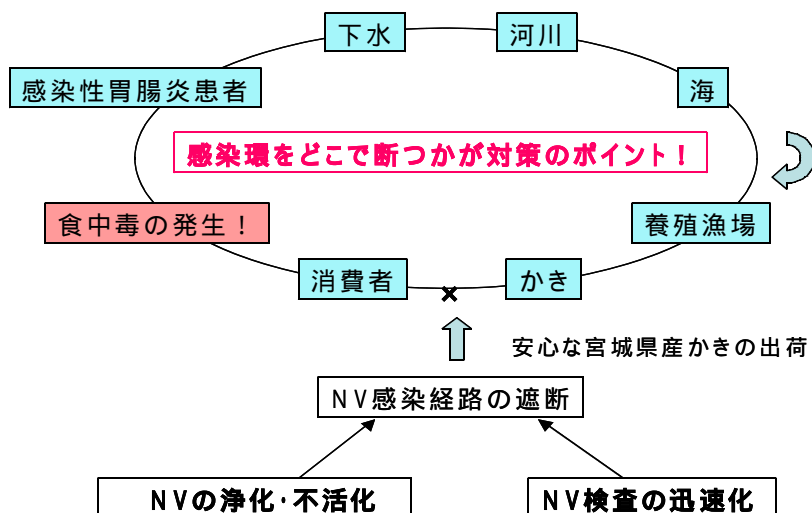 下水
河川
感染性胃腸炎患者
海
感染環をどこで断つかが対策のポイント！
食中毒の発生！
養殖漁場
消費者
かき
×
安心な宮城県産かきの出荷
NV感染経路の遮断
NVの浄化・不活化
NV検査の迅速化